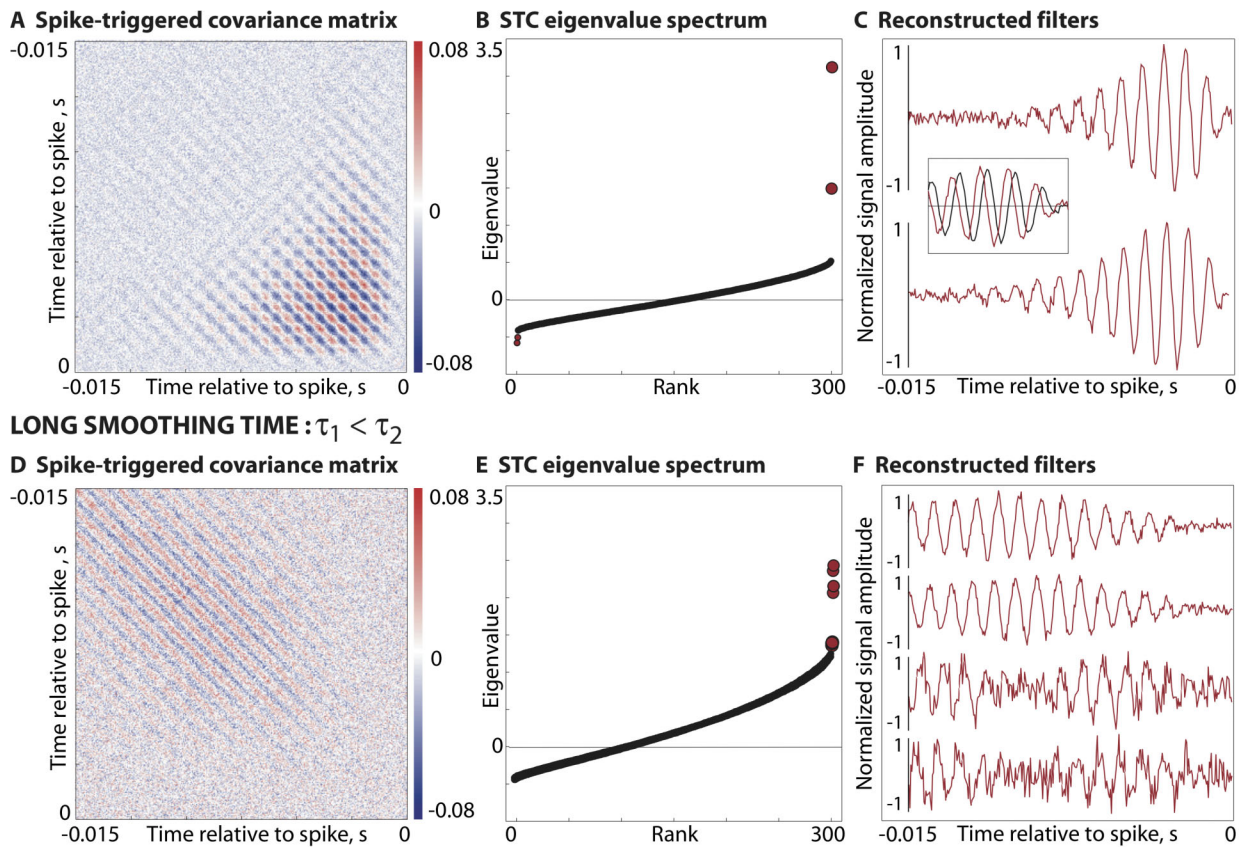 A Spike-triggered covariance matrix
-0.015
Time relative to spike , s
0
-0.015 Time relative to spike, s 0
0.08
0
-0.08
B STC eigenvalue spectrum
3.5
Eigenvalue
0
0 Rank 300
C Reconstructed filters
Normalized signal amplitude
1
-1
1
-1
-0.015 Time relative to spike, s 0
LONG SMOOTHING TIME : τ1 < τ2
D Spike-triggered covariance matrix
-0.015
Time relative to spike , s
0
-0.015 Time relative to spike, s 0
0.08
0
-0.08
E STC eigenvalue spectrum
3.5
Eigenvalue
0
0 Rank 300
F Reconstructed filters
Normalized signal amplitude
1
-1
1
-1
1
-1
1
-1
-0.015 Time relative to spike, s 0